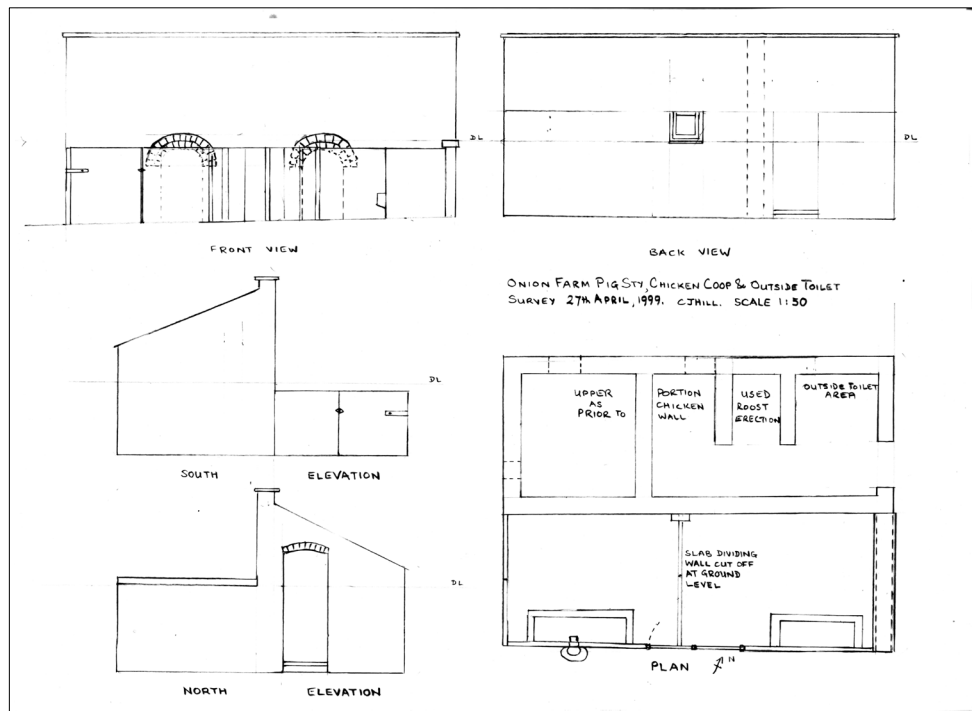 DL
DL
FRONT VIEW
BACK VIEW
ONION FARM PIG STY, CHICKEN COOP & OUTSIDE TOILET
SURVEY 27TH APRIL, 1999. CJHILL. SCALE 1:50
DL
SOUTH ELEVATION
UPPER
AS
PRIOR TO
PORTION
CHICKEN
WALL
USED
ROOST
ERECTION
OUTSIDE TOILET
AREA
DL
NORTH ELEVATION
SLAB DIVIDING
WALL CUT OFF
AT GROUND
LEVEL
PLAN N